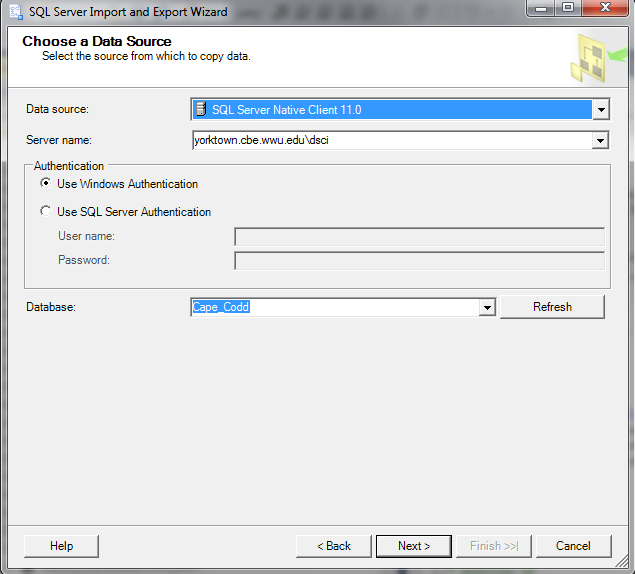 SQL Server Import and Export Wizard
Choose a Data Source
Select the source from which to copy data.
Data source:
SQL Server Native Client 11.0
Server name:
yorktown.cbe.wwu.edu\dsci
Authentication
Use Windows Authentication
Use SQL Server Authentication
User name:
Password:
Database:
Cape_Codd
Refresh
Help
< Back
Next >
Finish >>|
Cancel